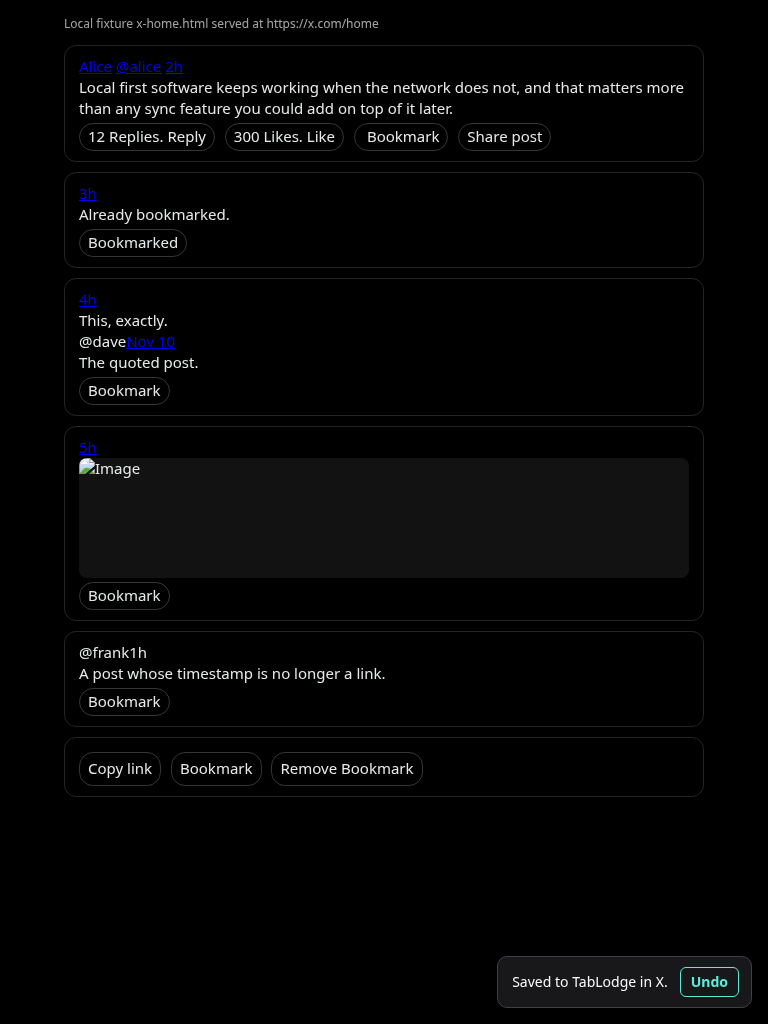 Local fixture x-home.html served at https://x.com/home
Alice @alice 2h
Local first software keeps working when the network does not, and that matters more
than any sync feature you could add on top of it later.
12 Replies. Reply 300 Likes. Like Bookmark Share post
3h
Already bookmarked.
Bookmarked
4h
This, exactly.
@daveNov 10
The quoted post.
Bookmark
5h
Image
Bookmark
@frank1h
A post whose timestamp is no longer a link.
Bookmark
Copy link Bookmark Remove Bookmark
Saved to TabLodge in X. Undo